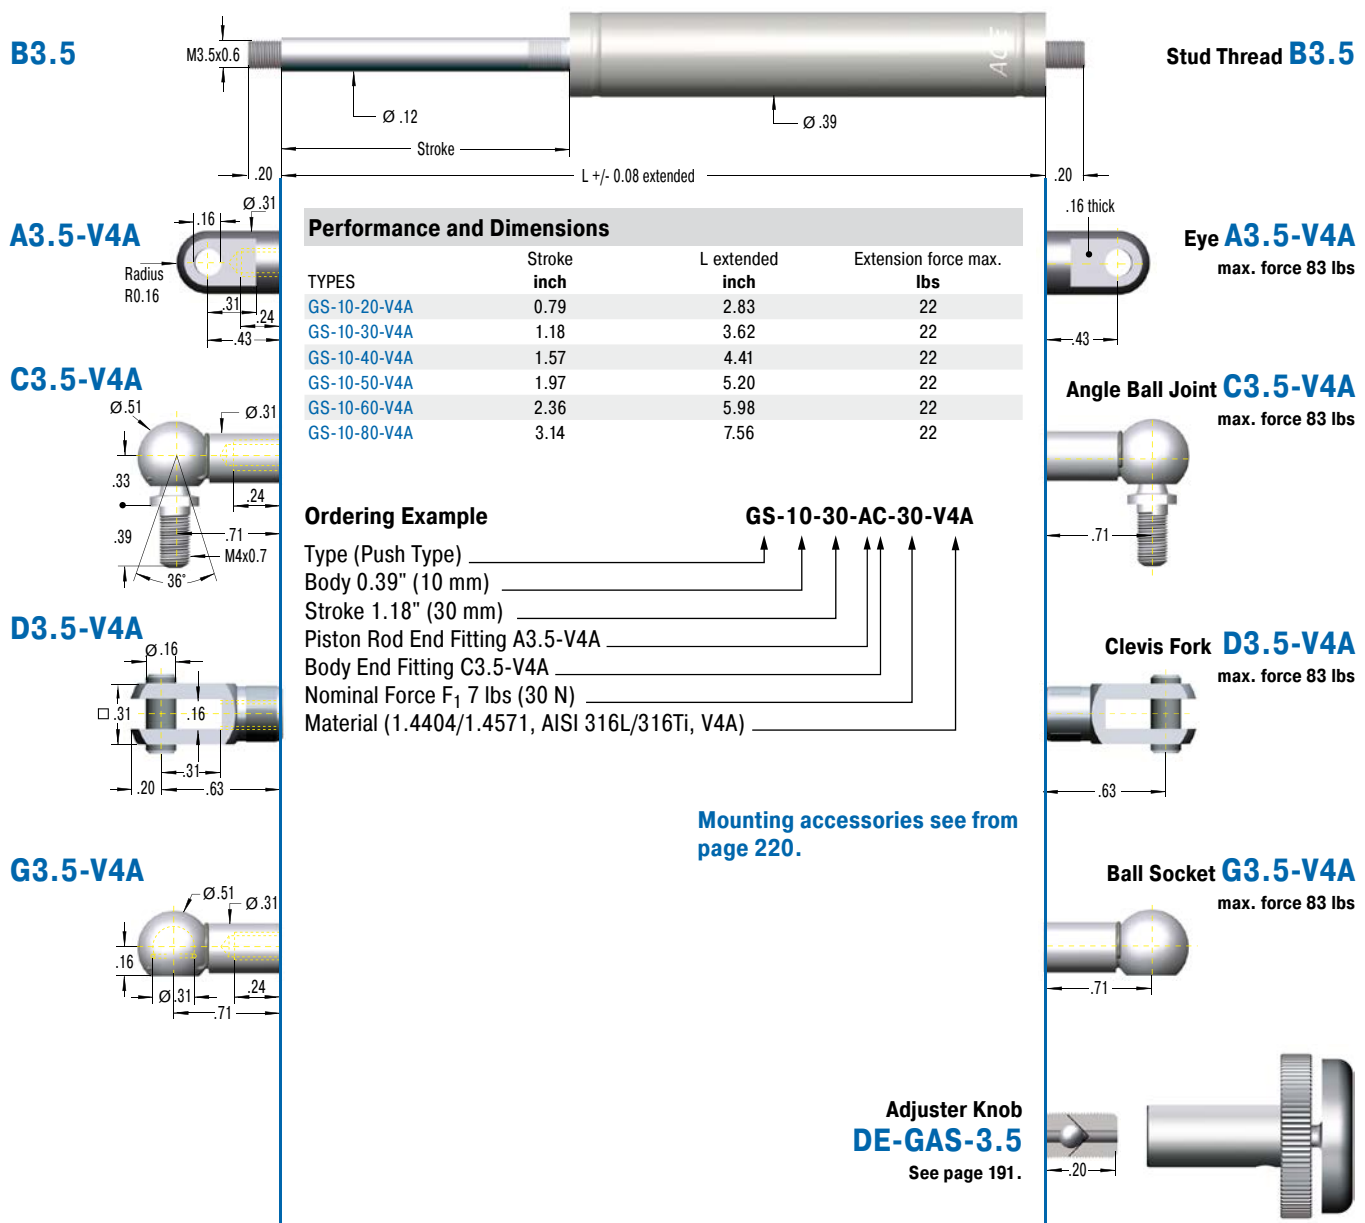 B3.5
M3.5x0.6
ACE
Stud Thread B3.5
Ø .12
Ø .39
Stroke
.20
L +/- 0.08 extended
.20
A3.5-V4A
.16
Ø .31
Radius
R0.16
.31
.24
.43
Performance and Dimensions
Stroke L extended Extension force max.
TYPES inch inch lbs
GS-10-20-V4A 0.79 2.83 22
GS-10-30-V4A 1.18 3.62 22
GS-10-40-V4A 1.57 4.41 22
GS-10-50-V4A 1.97 5.20 22
GS-10-60-V4A 2.36 5.98 22
GS-10-80-V4A 3.14 7.56 22
.16 thick
Eye A3.5-V4A
max. force 83 lbs
.43
C3.5-V4A
Ø.51
Ø.31
.33
.24
.39
.71
M4x0.7
36°
Angle Ball Joint C3.5-V4A
max. force 83 lbs
.71
Ordering Example GS-10-30-AC-30-V4A
Type (Push Type)
Body 0.39" (10 mm)
Stroke 1.18" (30 mm)
Piston Rod End Fitting A3.5-V4A
Body End Fitting C3.5-V4A
Nominal Force F1 7 lbs (30 N)
Material (1.4404/1.4571, AISI 316L/316Ti, V4A)
D3.5-V4A
Ø.16
□ .31
.16
.31
.20
.63
Clevis Fork D3.5-V4A
max. force 83 lbs
.63
Mounting accessories see from
page 220.
G3.5-V4A
Ø.51
Ø.31
.16
Ø.31
.24
.71
Ball Socket G3.5-V4A
max. force 83 lbs
.71
Adjuster Knob
DE-GAS-3.5
See page 191.
.20